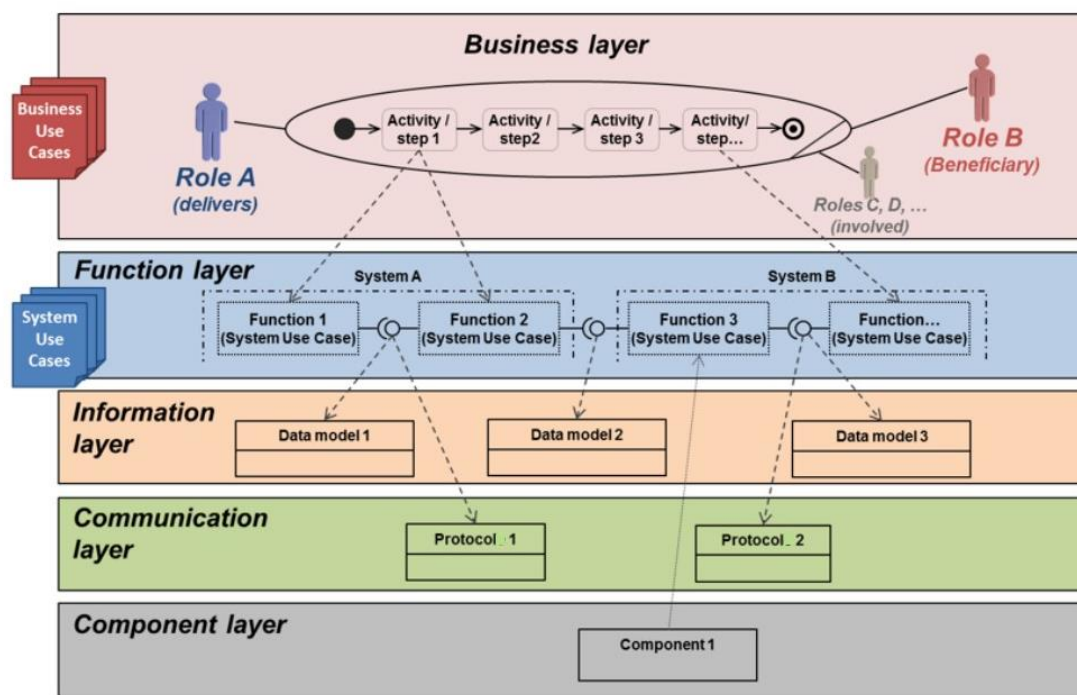 Business layer
Business
Use
Cases
Activity /
step 1
Activity /
step2
Activity /
step 3
Activity/
step...
Role A
(delivers)
Role B
(Beneficiary)
Roles C, D, ...
(involved)
Function layer
System A
System B
System
Use
Cases
Function 1
(System Use Case)
Function 2
(System Use Case)
Function 3
(System Use Case)
Function...
(System Use Case)
Information
layer
Data model 1
Data model 2
Data model 3
Communication
layer
Protocol 1
Protocol 2
Component layer
Component 1